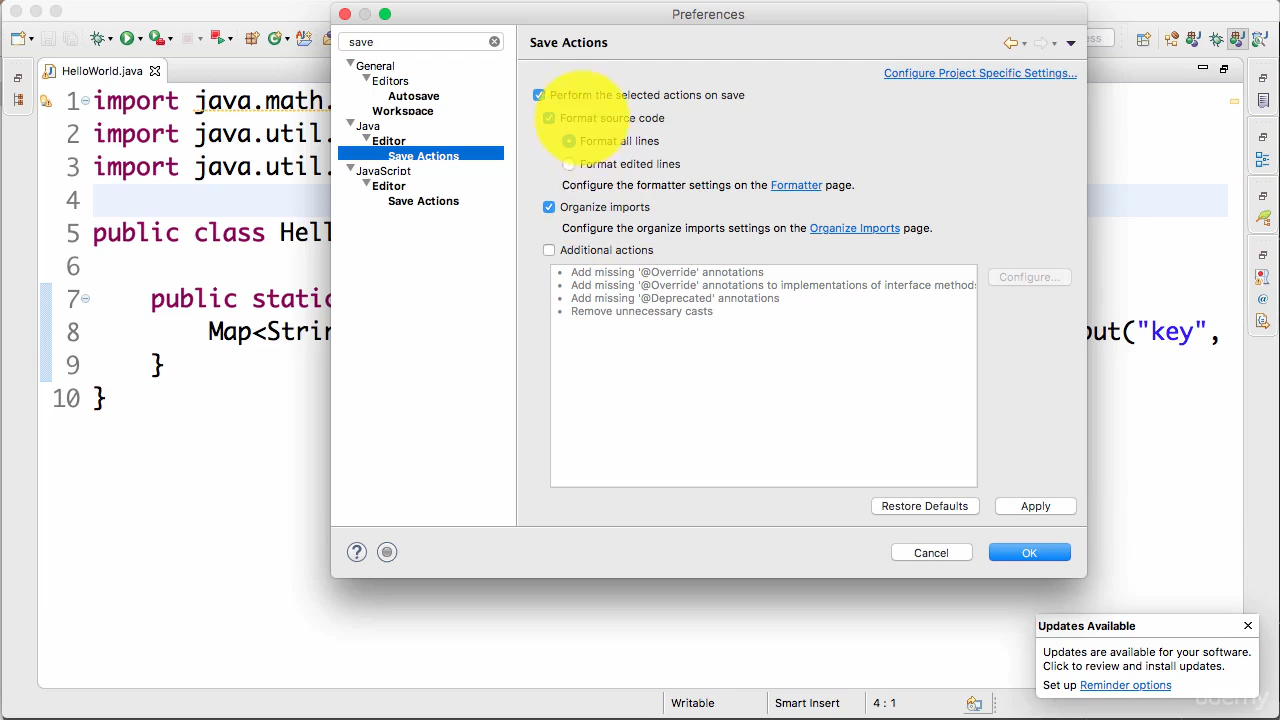 Preferences
ess
save
Save Actions
Configure Project Specific Settings...
General
Editors
Autosave
Workspace
Java
Editor
Save Actions
JavaScript
Editor
Save Actions
Perform the selected actions on save
Format source code
Format all lines
Format edited lines
Configure the formatter settings on the Formatter page.
Organize imports
Configure the organize imports settings on the Organize Imports page.
Additional actions
• Add missing '@Override' annotations
• Add missing '@Override' annotations to implementations of interface methods
• Add missing '@Deprecated' annotations
• Remove unnecessary casts
Configure...
Restore Defaults
Apply
?
Cancel
OK
HelloWorld.java
1 import java.math.
2 import java.util.
3 import java.util.
4
5 public class Hell
6
7 public static
8 Map<Strin put("key",
9 }
10 }
Updates Available
Updates are available for your software.
Click to review and install updates.
Set up Reminder options
Writable
Smart Insert
4 : 1
udemy